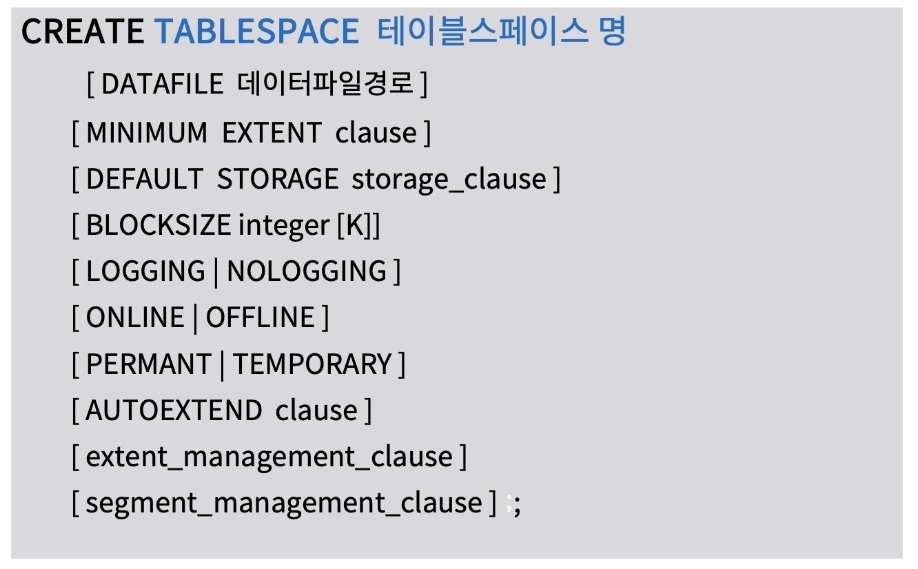 CREATE TABLESPACE 테이블스페이스 명
[ DATAFILE 데이터파일경로 ]
[ MINIMUM EXTENT clause ]
[ DEFAULT STORAGE storage_clause ]
[ BLOCKSIZE integer [K]]
[ LOGGING | NOLOGGING ]
[ ONLINE | OFFLINE ]
[ PERMANT | TEMPORARY ]
[ AUTOEXTEND clause ]
[ extent_management_clause ]
[ segment_management_clause ] ;;